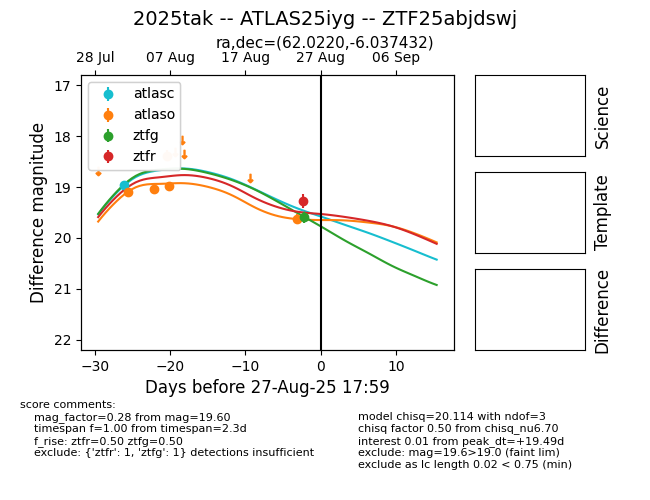 2025tak -- ATLAS25iyg -- ZTF25abjdswj
ra,dec=(62.0220,-6.037432)
28 Jul 07 Aug 17 Aug 27 Aug 06 Sep
17
18
19
20
21
22
Difference magnitude
atlasc
atlaso
ztfg
ztfr
−30 −20 −10 0 10
Days before 27-Aug-25 17:59
Science
Template
Difference
score comments:
mag_factor=0.28 from mag=19.60
timespan f=1.00 from timespan=2.3d
f_rise: ztfr=0.50 ztfg=0.50
exclude: {'ztfr': 1, 'ztfg': 1} detections insufficient
model chisq=20.114 with ndof=3
chisq factor 0.50 from chisq_nu6.70
interest 0.01 from peak_dt=+19.49d
exclude: mag=19.6>19.0 (faint lim)
exclude as lc length 0.02 < 0.75 (min)